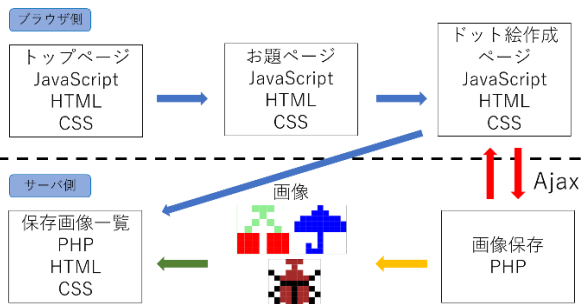 ブラウザ側
トップページ
JavaScript
HTML
CSS
お題ページ
JavaScript
HTML
CSS
ドット絵作成
ページ
JavaScript
HTML
CSS
サーバ側
Ajax
保存画像一覧
PHP
HTML
CSS
画像
画像保存
PHP